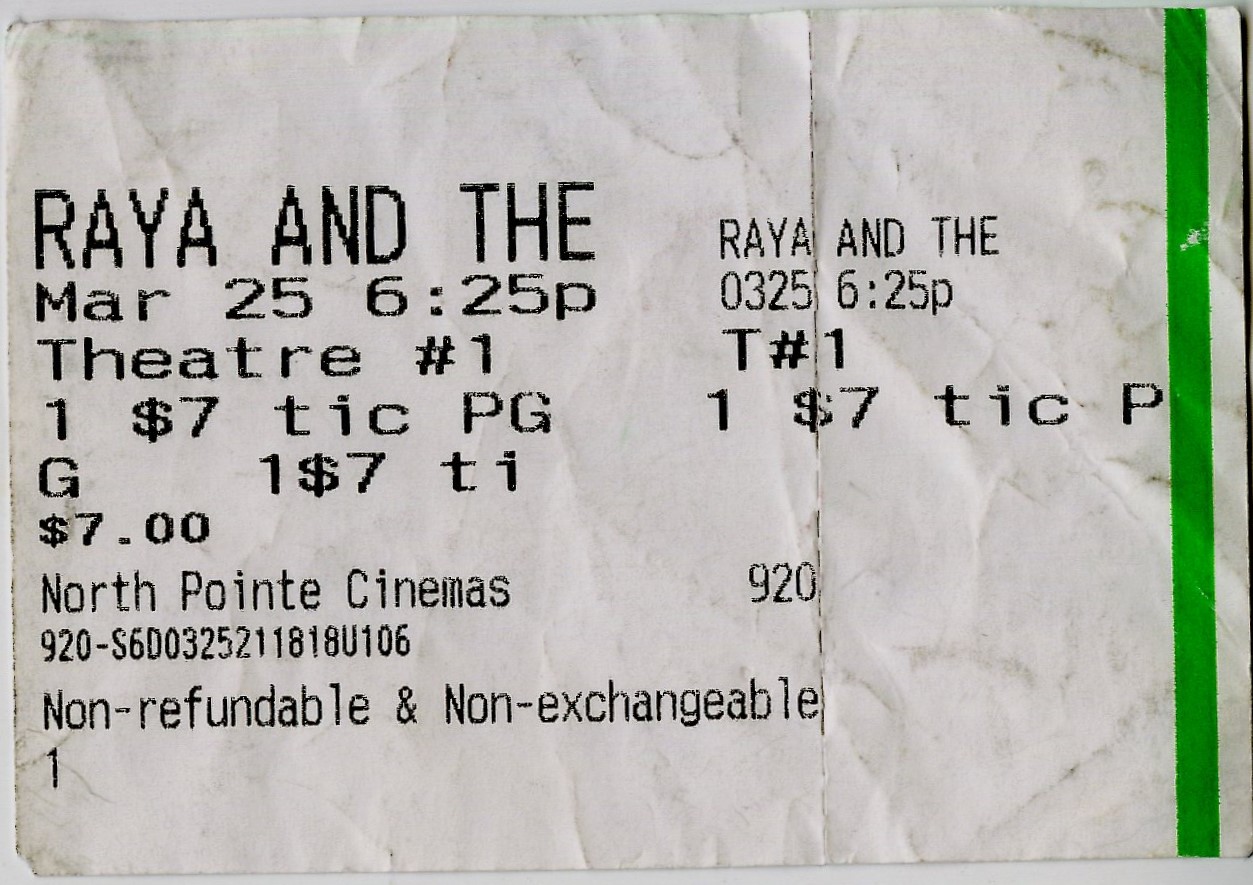 RAYA AND THE
Mar 25 6:25p
Theatre #1
1 $7 tic PG
G 1$7 ti
$7.00
North Pointe Cinemas
920-S6D0325211818U106
Non-refundable & Non-exchangeable
1
RAYA AND THE
0325 6:25p
T#1
1 $7 tic P
920